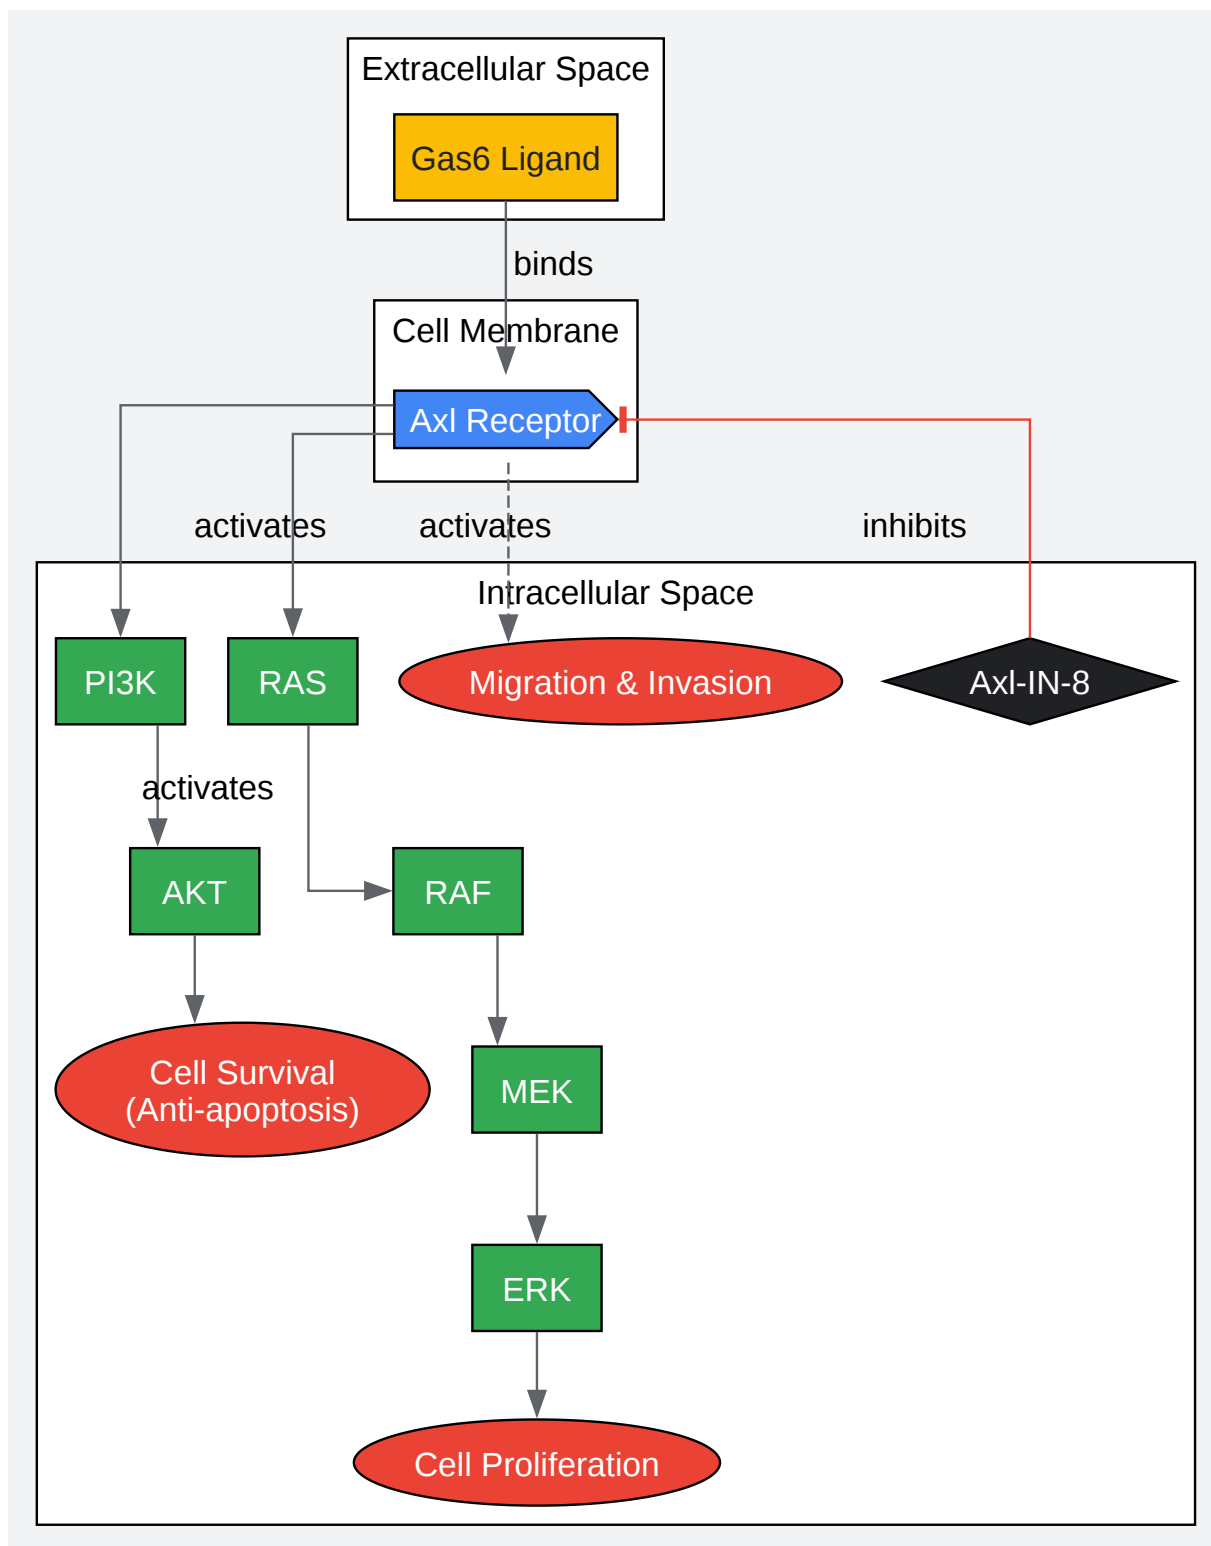 Extracellular Space
Gas6 Ligand
binds
Cell Membrane
Axl Receptor
activates
activates
inhibits
Intracellular Space
PI3K
RAS
Migration & Invasion
Axl-IN-8
activates
AKT
RAF
Cell Survival
(Anti-apoptosis)
MEK
ERK
Cell Proliferation